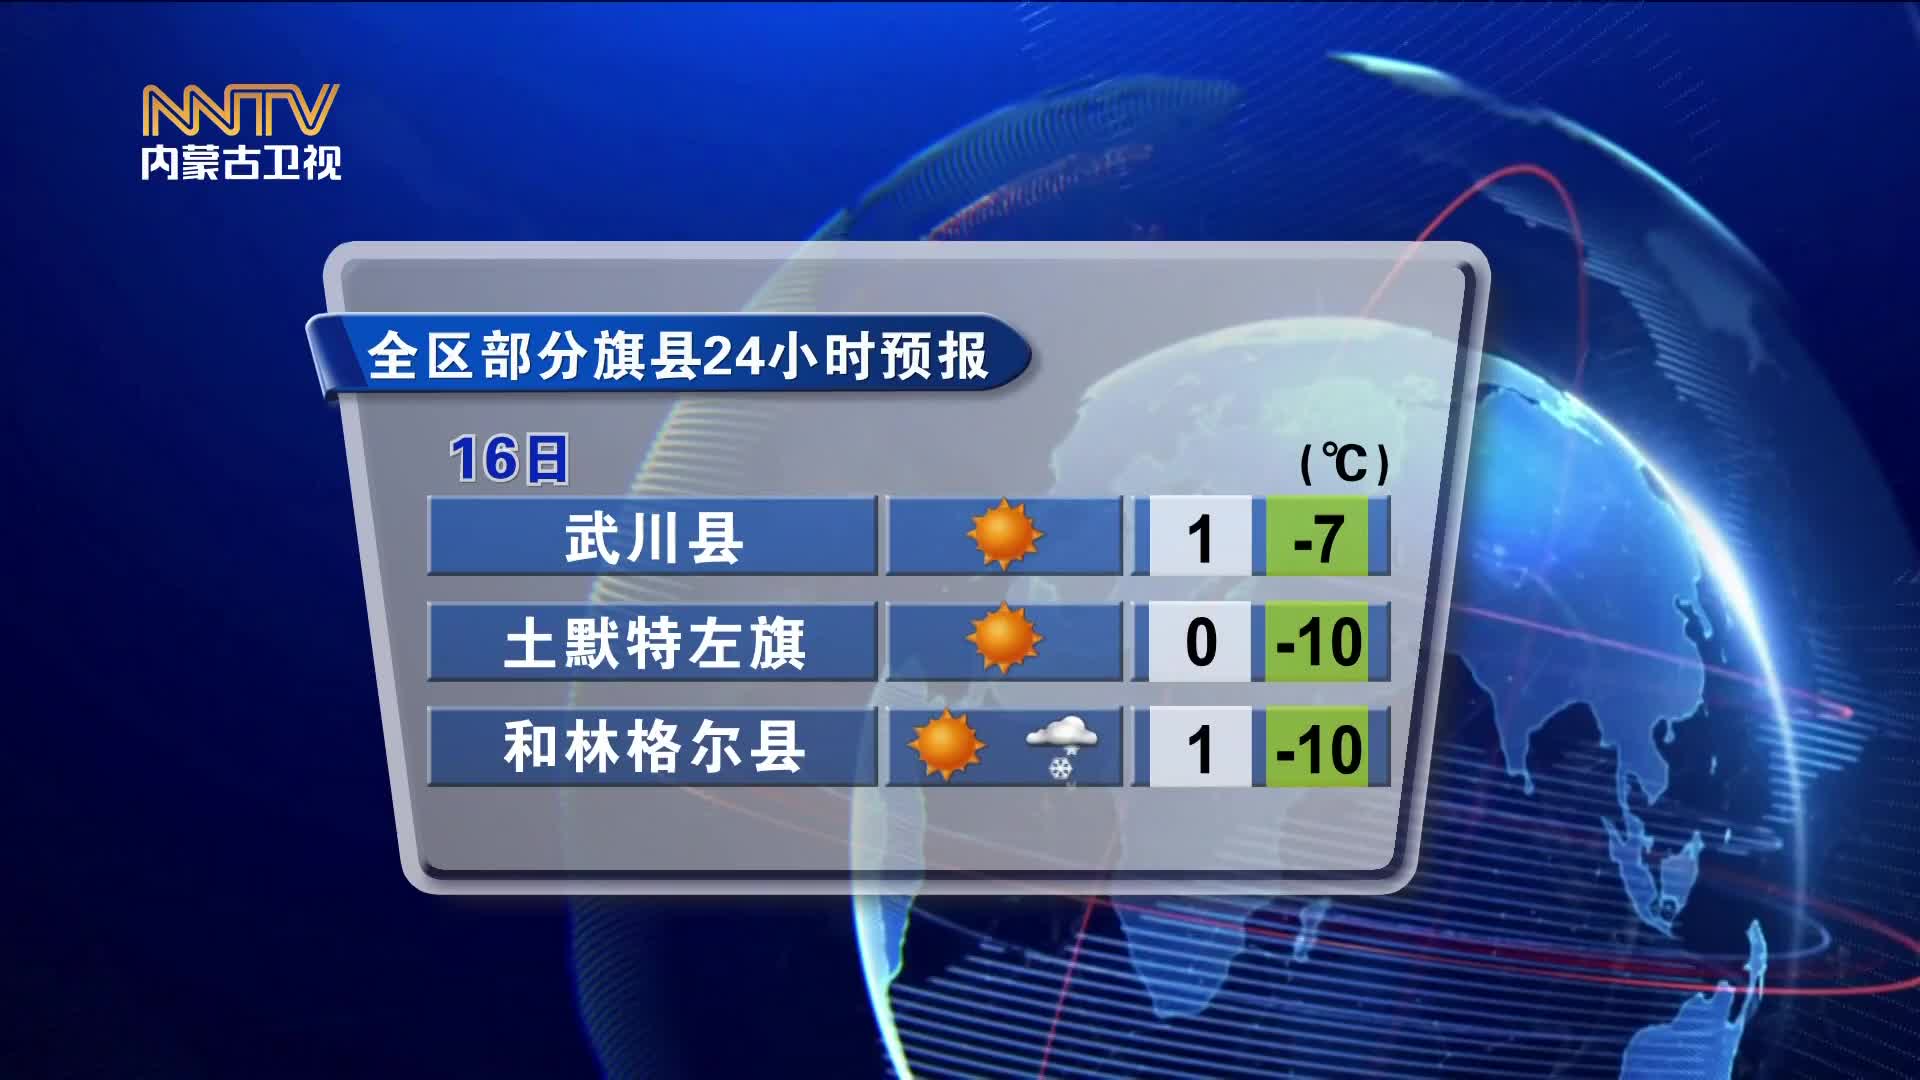 NNTV
内蒙古卫视
全区部分旗县24小时预报
16日 (℃)
武川县 1 -7
土默特左旗 0 -10
和林格尔县 1 -10